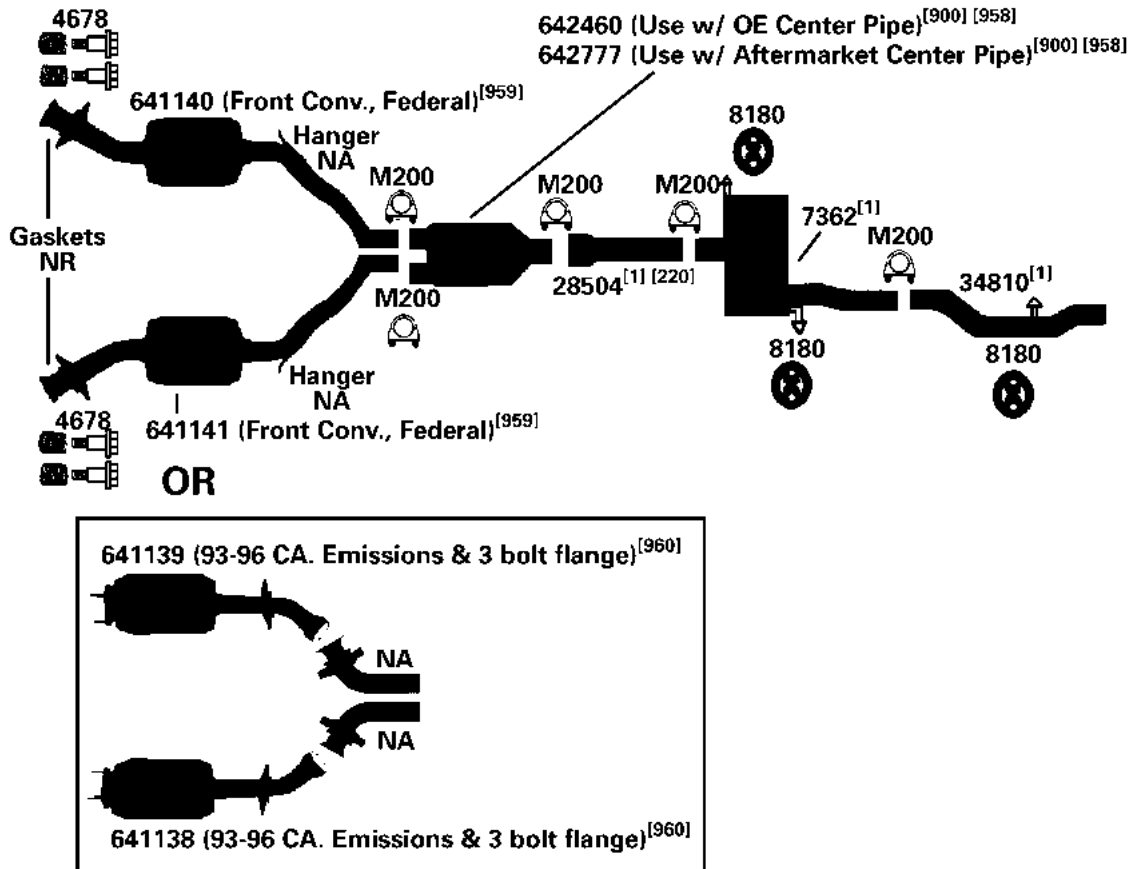 4678
642460 (Use w/ OE Center Pipe)[900] [958]
642777 (Use w/ Aftermarket Center Pipe)[900] [958]
641140 (Front Conv., Federal)[959]
8180
Hanger
NA
M200
M200
M200
7362[1]
Gaskets
NR
M200
28504[1] [220]
34810[1]
M200
8180
8180
Hanger
NA
4678
641141 (Front Conv., Federal)[959]
OR
641139 (93-96 CA. Emissions & 3 bolt flange)[960]
NA
NA
641138 (93-96 CA. Emissions & 3 bolt flange)[960]